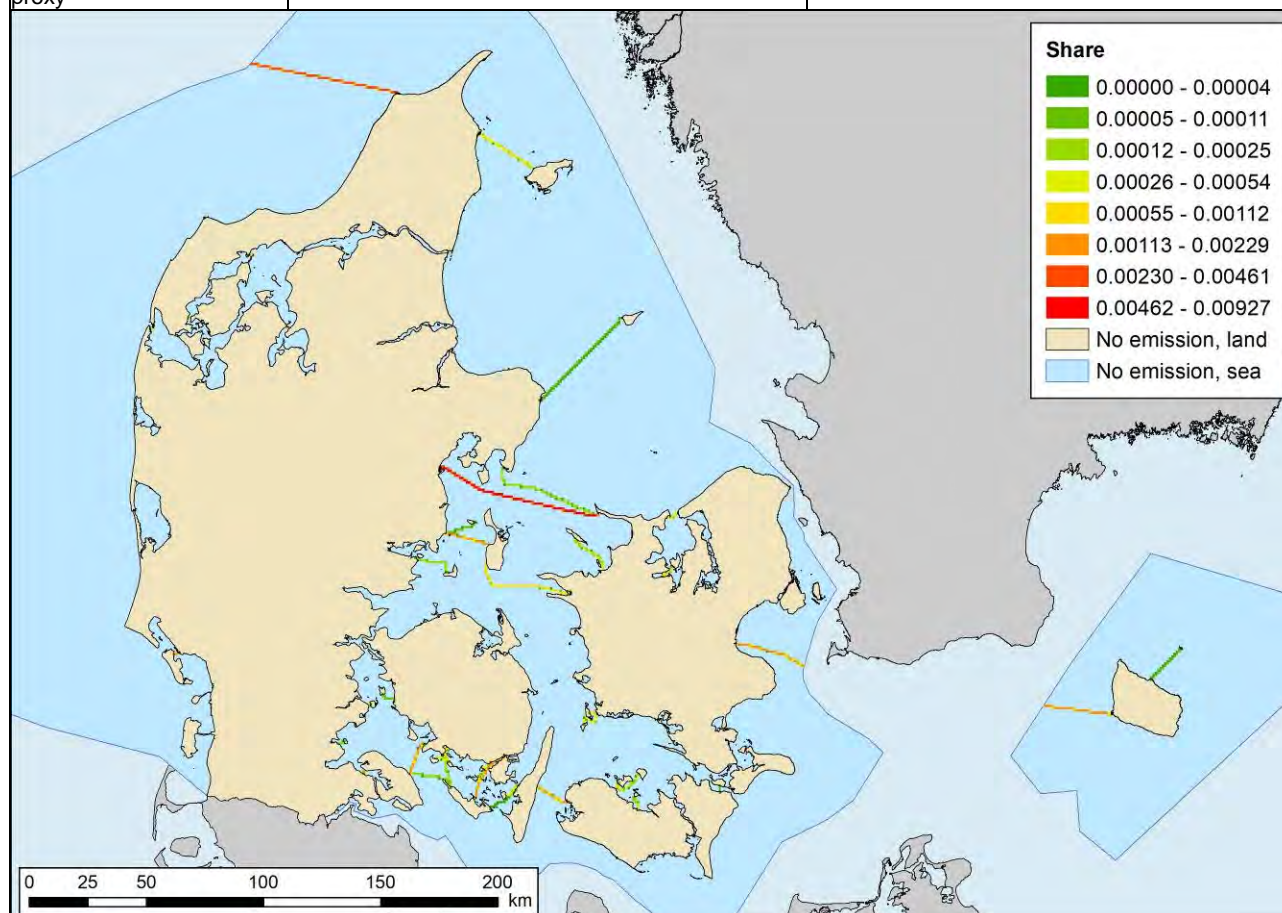 proxy
Share
0.00000 - 0.00004
0.00005 - 0.00011
0.00012 - 0.00025
0.00026 - 0.00054
0.00055 - 0.00112
0.00113 - 0.00229
0.00230 - 0.00461
0.00462 - 0.00927
No emission, land
No emission, sea
0 25 50 100 150 200
km